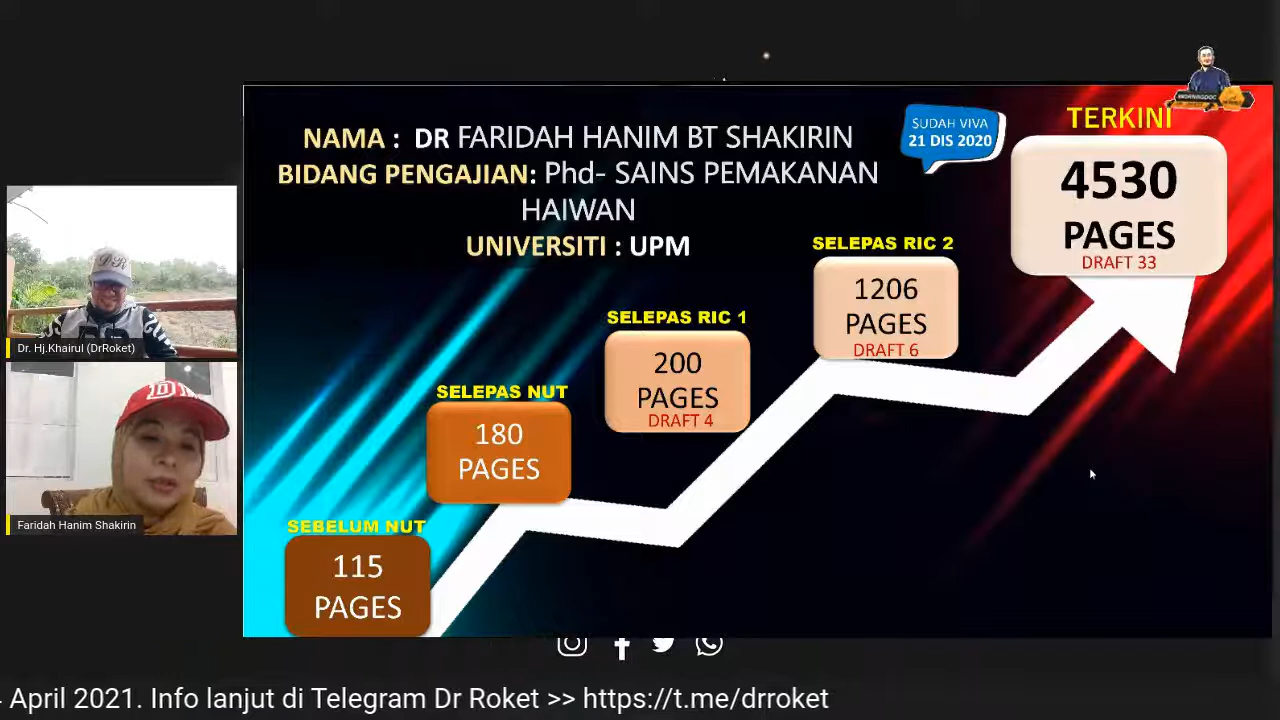 NAMA : DR FARIDAH HANIM BT SHAKIRIN
BIDANG PENGAJIAN: Phd- SAINS PEMAKANAN
HAIWAN
UNIVERSITI : UPM
SUDAH VIVA
21 DIS 2020
TERKINI
4530
PAGES
DRAFT 33
SELEPAS RIC 2
1206
PAGES
DRAFT 6
SELEPAS RIC 1
200
PAGES
DRAFT 4
SELEPAS NUT
180
PAGES
SEBELUM NUT
115
PAGES
Dr. Hj.Khairul (DrRoket)
Faridah Hanim Shakirin
April 2021. Info lanjut di Telegram Dr Roket >> https://t.me/drroket